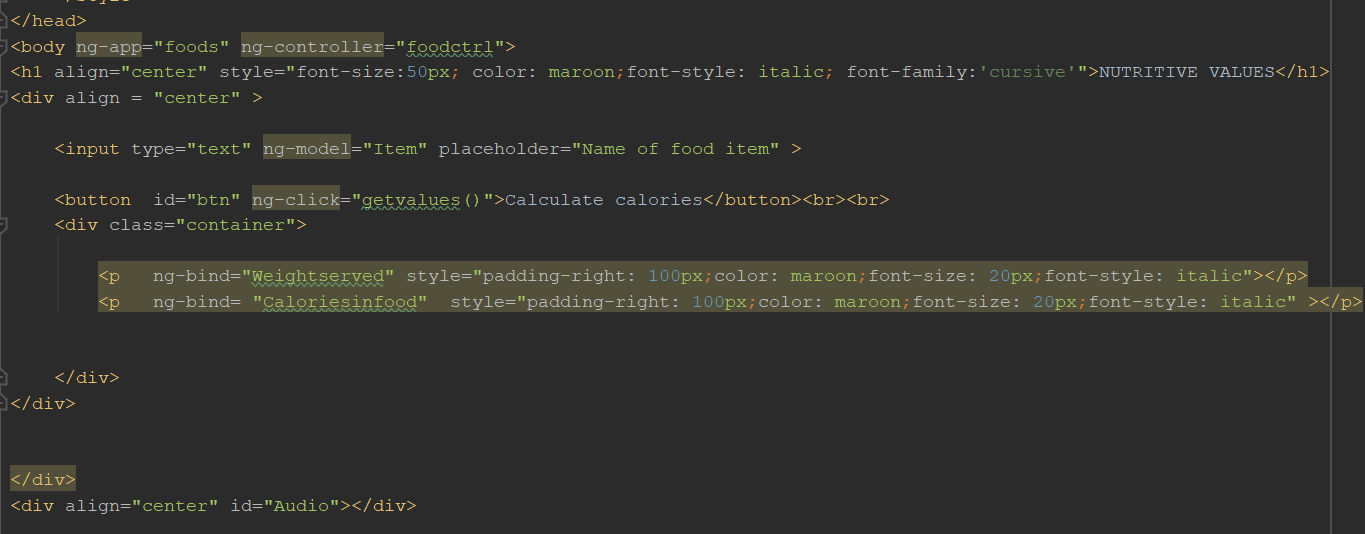 </style>
</head>
<body ng-app="foods" ng-controller="foodctrl">
<h1 align="center" style="font-size:50px; color: maroon;font-style: italic; font-family:'cursive'">NUTRITIVE VALUES</h1>
<div align = "center" >
<input type="text" ng-model="Item" placeholder="Name of food item" >
<button  id="btn" ng-click="getvalues()">Calculate calories</button><br><br>
<div class="container">
<p   ng-bind="Weightserved" style="padding-right: 100px;color: maroon;font-size: 20px;font-style: italic"></p>
<p   ng-bind= "Caloriesinfood"  style="padding-right: 100px;color: maroon;font-size: 20px;font-style: italic" ></p>
</div>
</div>
</div>
<div align="center" id="Audio"></div>